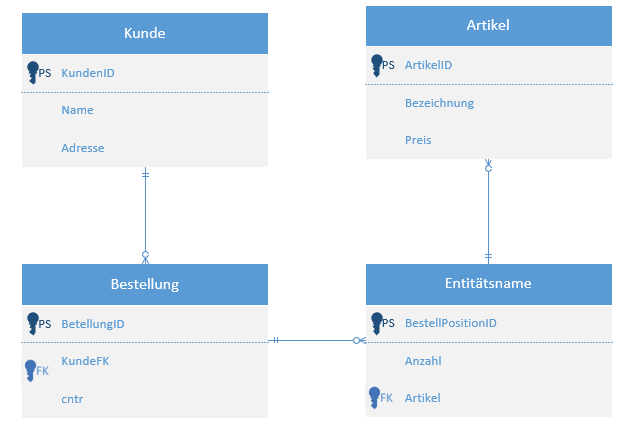 Kunde
PS KundenID
Name
Adresse
Artikel
PS ArtikelID
Bezeichnung
Preis
Bestellung
PS BetellungID
FK KundeFK
cntr
Entitätsname
PS BestellPositionID
Anzahl
FK Artikel